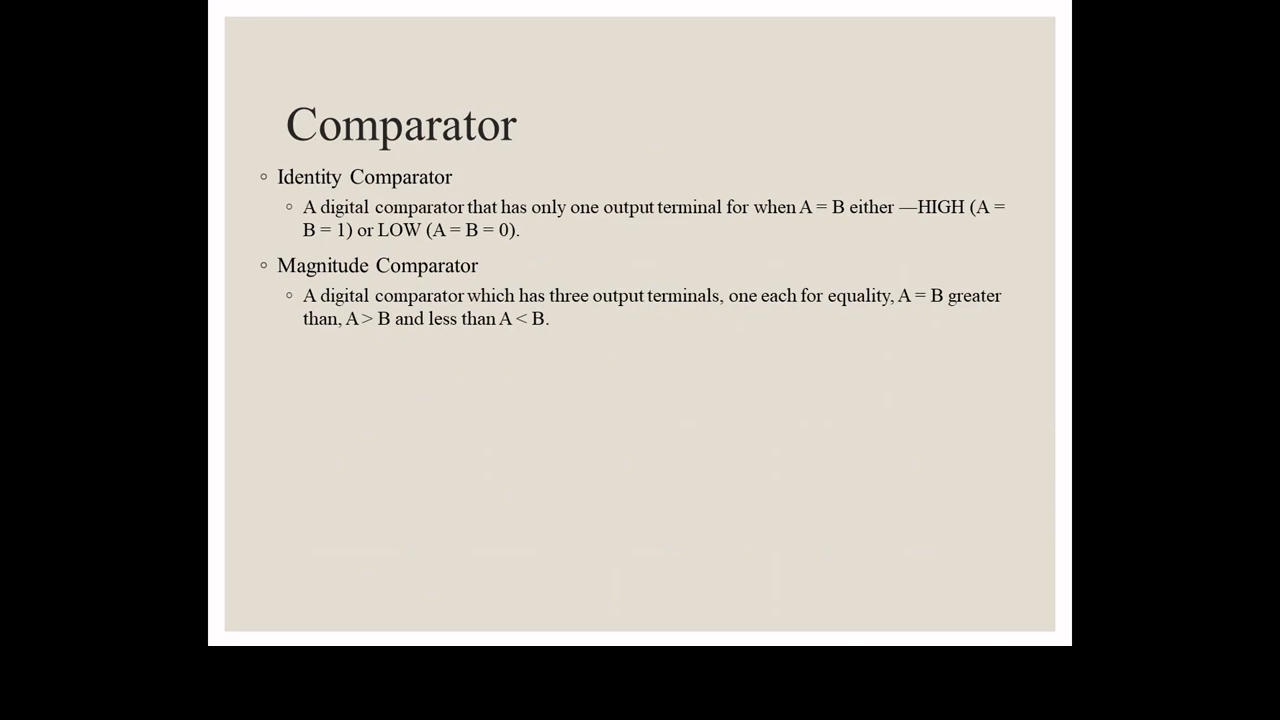 Comparator
◦ Identity Comparator
◦ A digital comparator that has only one output terminal for when A = B either —HIGH (A =
B = 1) or LOW (A = B = 0).
◦ Magnitude Comparator
◦ A digital comparator which has three output terminals, one each for equality, A = B greater
than, A > B and less than A < B.